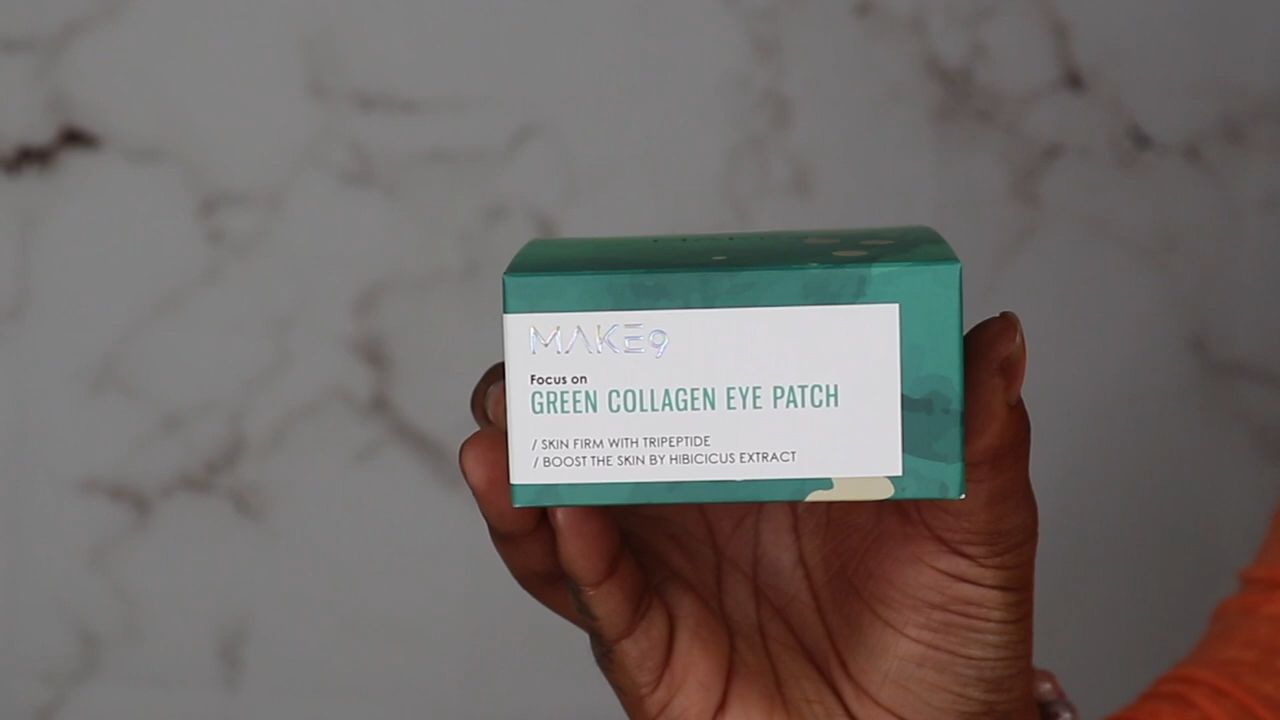 MAKE9
Focus on
GREEN COLLAGEN EYE PATCH
/ SKIN FIRM WITH TRIPEPTIDE
/ BOOST THE SKIN BY HIBICICUS EXTRACT